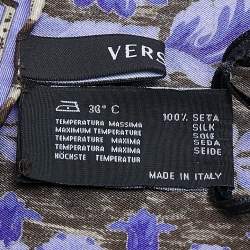 VERS
30° C
TEMPERATURA MASSIMA
MAXIMUM TEMPERATURE
TEMPERATURE MAXIMUM
TEMPERATURA MAXIMA
HÖCHSTE TEMPERATUR
100% SETA
SILK
SOIE
SEDA
SEIDE
MADE IN ITALY